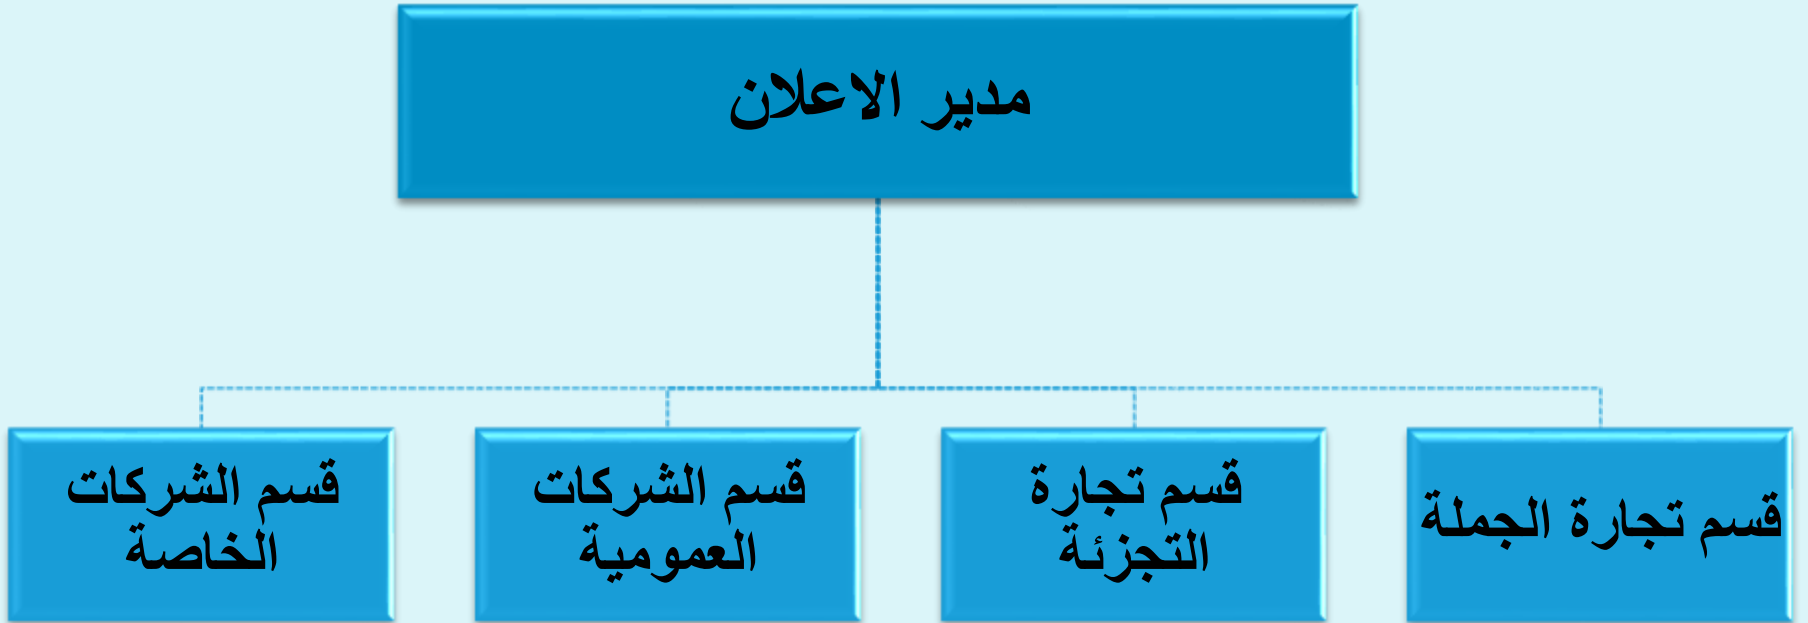 مدير الاعلان
قسم تجارة الجملة
قسم تجارة
التجزئة
قسم الشركات
العمومية
قسم الشركات
الخاصة